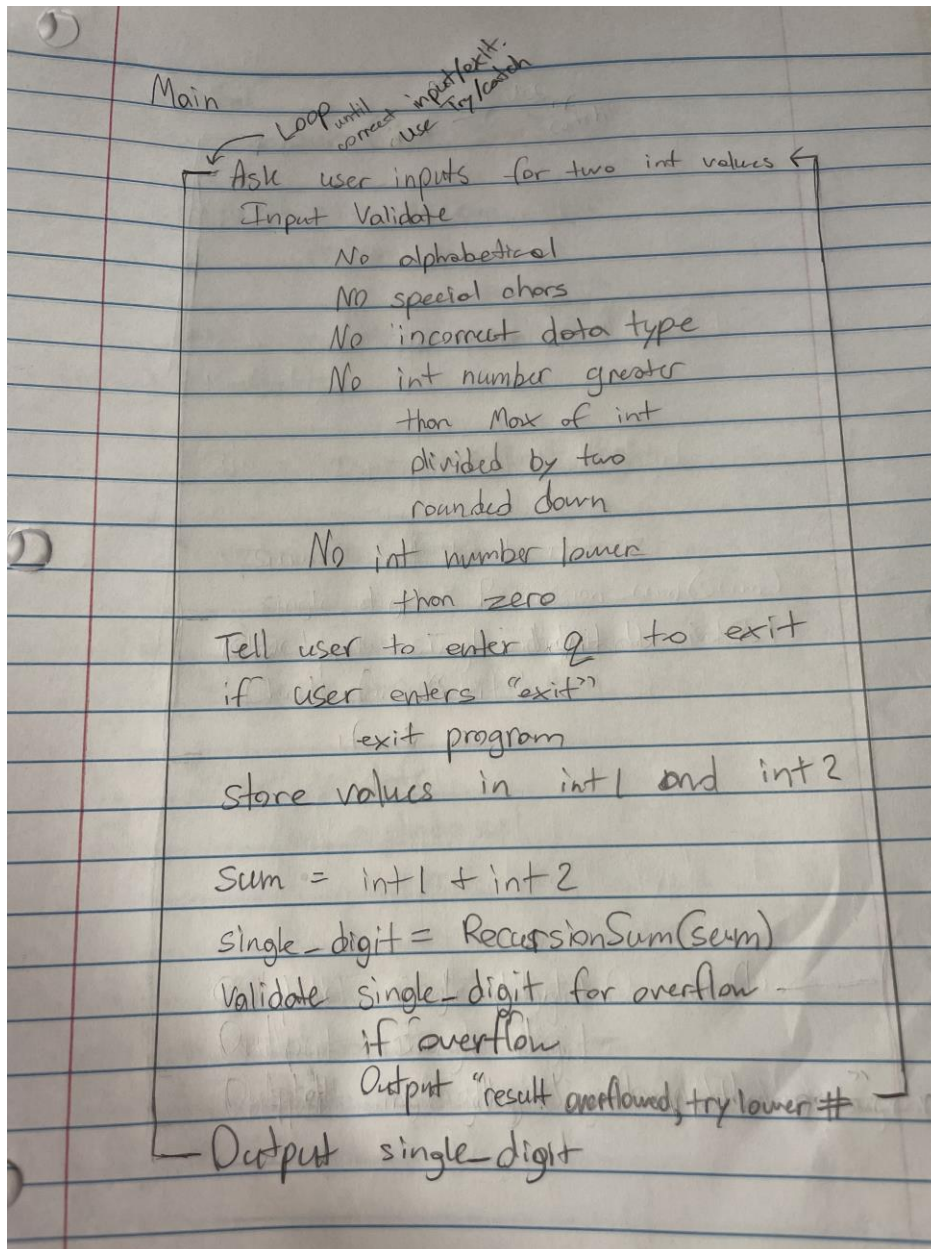 Main
Loop until
correct input/exit.
use Try/catch
Ask user inputs for two int values
Input Validate
No alphabetical
No special chars
No incorrect data type
No int number greater
than Max of int
divided by two
rounded down
No int number lower
than zero
Tell user to enter q to exit
if user enters "exit"
exit program
Store values in int1 and int2
Sum = int1 + int2
single_digit = RecursionSum(sum)
Validate single_digit for overflow
if overflow
Output "result overflowed, try lower #"
Output single_digit